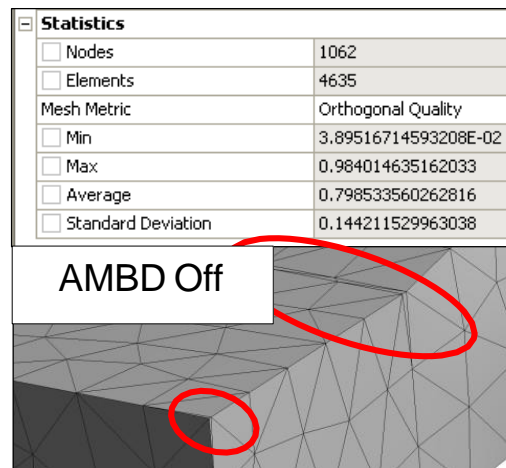 Statistics
Nodes 1062
Elements 4635
Mesh Metric Orthogonal Quality
Min 3.89516714593208E-02
Max 0.984014635162033
Average 0.798533560262816
Standard Deviation 0.144211529963038
AMBD Off